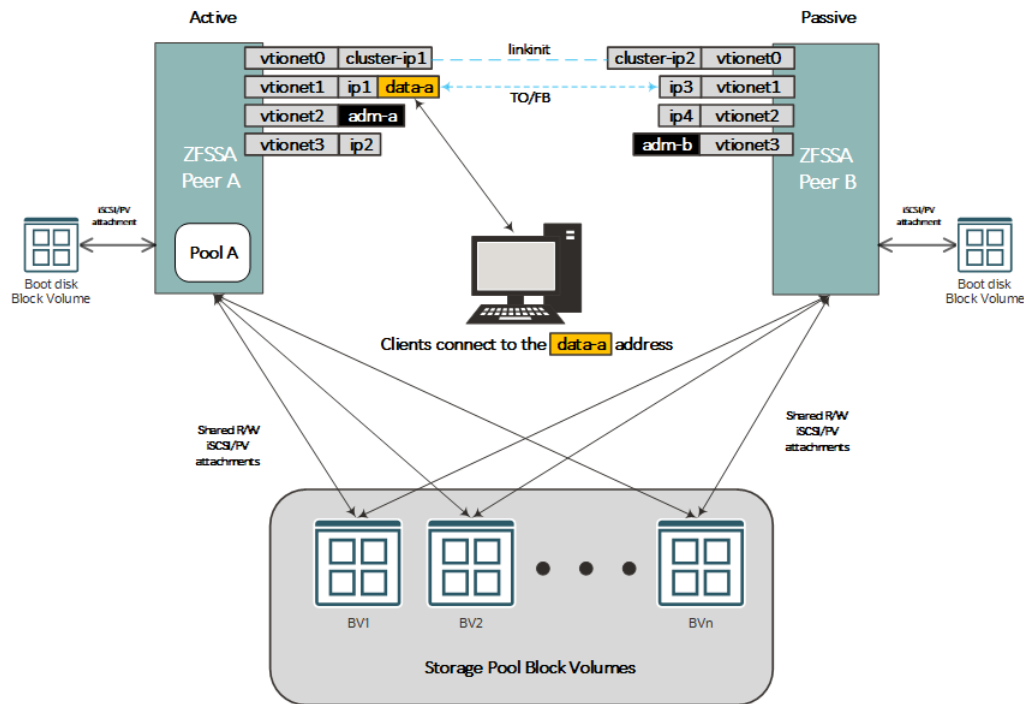 Active
Passive
vtionet0 cluster-ip1
linkinit
cluster-ip2 vtionet0
vtionet1 ip1 data-a
TO/FB
ip3 vtionet1
vtionet2 adm-a
ip4 vtionet2
vtionet3 ip2
adm-b vtionet3
ZFSSA
Peer A
ZFSSA
Peer B
iSCSI/PV
attachment
Pool A
Boot disk
Block Volume
iSCSI/PV
attachment
Boot disk
Block Volume
Clients connect to the data-a address
Shared R/W
iSCSI/PV
attachments
Shared R/W
iSCSI/PV
attachments
BV1
BV2
BVn
Storage Pool Block Volumes